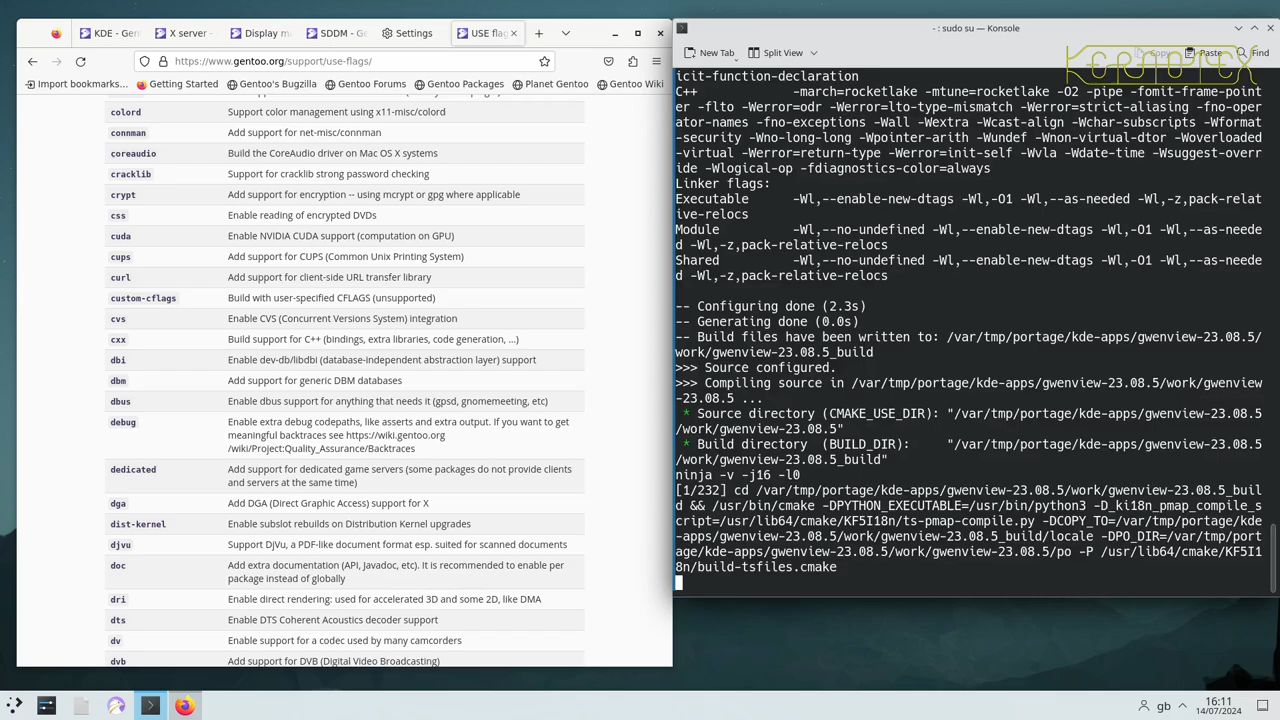 KDE - Gen
X server -
Display m
SDDM - G
Settings
USE flag
https://www.gentoo.org/support/use-flags/
Import bookmarks...
Getting Started
Gentoo's Bugzilla
Gentoo Forums
Gentoo Packages
Planet Gentoo
colord Support color management using x11-misc/colord
connman Add support for net-misc/connman
coreaudio Build the CoreAudio driver on Mac OS X systems
cracklib Support for cracklib strong password checking
crypt Add support for encryption -- using mcrypt or gpg where applicable
css Enable reading of encrypted DVDs
cuda Enable NVIDIA CUDA support (computation on GPU)
cups Add support for CUPS (Common Unix Printing System)
curl Add support for client-side URL transfer library
custom-cflags Build with user-specified CFLAGS (unsupported)
cvs Enable CVS (Concurrent Versions System) integration
cxx Build support for C++ (bindings, extra libraries, code generation, ...)
dbi Enable dev-db/libdbi (database-independent abstraction layer) support
dbm Add support for generic DBM databases
dbus Enable dbus support for anything that needs it (gpsd, gnomemeeting, etc)
debug Enable extra debug codepaths, like asserts and extra output. If you want to get
meaningful backtraces see https://wiki.gentoo.org
/wiki/Project:Quality_Assurance/Backtraces
dedicated Add support for dedicated game servers (some packages do not provide clients
and servers at the same time)
dga Add DGA (Direct Graphic Access) support for X
dist-kernel Enable subslot rebuilds on Distribution Kernel upgrades
djvu Support DjVu, a PDF-like document format esp. suited for scanned documents
doc Add extra documentation (API, Javadoc, etc). It is recommended to enable per
package instead of globally
dri Enable direct rendering: used for accelerated 3D and some 2D, like DMA
dts Enable DTS Coherent Acoustics decoder support
dv Enable support for a codec used by many camcorders
dvb Add support for DVB (Digital Video Broadcasting)
- : sudo su — Konsole
New Tab
Split View
Copy
Paste
Find
KERNOTEX
icit-function-declaration
C++ -march=rocketlake -mtune=rocketlake -O2 -pipe -fomit-frame-point
er -flto -Werror=odr -Werror=lto-type-mismatch -Werror=strict-aliasing -fno-oper
ator-names -fno-exceptions -Wall -Wextra -Wcast-align -Wchar-subscripts -Wformat
-security -Wno-long-long -Wpointer-arith -Wundef -Wnon-virtual-dtor -Woverloaded
-virtual -Werror=return-type -Werror=init-self -Wvla -Wdate-time -Wsuggest-overr
ide -Wlogical-op -fdiagnostics-color=always
Linker flags:
Executable -Wl,--enable-new-dtags -Wl,-O1 -Wl,--as-needed -Wl,-z,pack-relat
ive-relocs
Module -Wl,--no-undefined -Wl,--enable-new-dtags -Wl,-O1 -Wl,--as-neede
d -Wl,-z,pack-relative-relocs
Shared -Wl,--no-undefined -Wl,--enable-new-dtags -Wl,-O1 -Wl,--as-neede
d -Wl,-z,pack-relative-relocs
-- Configuring done (2.3s)
-- Generating done (0.0s)
-- Build files have been written to: /var/tmp/portage/kde-apps/gwenview-23.08.5/
work/gwenview-23.08.5_build
>>> Source configured.
>>> Compiling source in /var/tmp/portage/kde-apps/gwenview-23.08.5/work/gwenview
-23.08.5 ...
* Source directory (CMAKE_USE_DIR): "/var/tmp/portage/kde-apps/gwenview-23.08.5
/work/gwenview-23.08.5"
* Build directory (BUILD_DIR): "/var/tmp/portage/kde-apps/gwenview-23.08.5
/work/gwenview-23.08.5_build"
ninja -v -j16 -l0
[1/232] cd /var/tmp/portage/kde-apps/gwenview-23.08.5/work/gwenview-23.08.5_buil
d && /usr/bin/cmake -DPYTHON_EXECUTABLE=/usr/bin/python3 -D_ki18n_pmap_compile_s
cript=/usr/lib64/cmake/KF5I18n/ts-pmap-compile.py -DCOPY_TO=/var/tmp/portage/kde
-apps/gwenview-23.08.5/work/gwenview-23.08.5_build/locale -DPO_DIR=/var/tmp/port
age/kde-apps/gwenview-23.08.5/work/gwenview-23.08.5/po -P /usr/lib64/cmake/KF5I1
8n/build-tsfiles.cmake
gb
16:11
14/07/2024